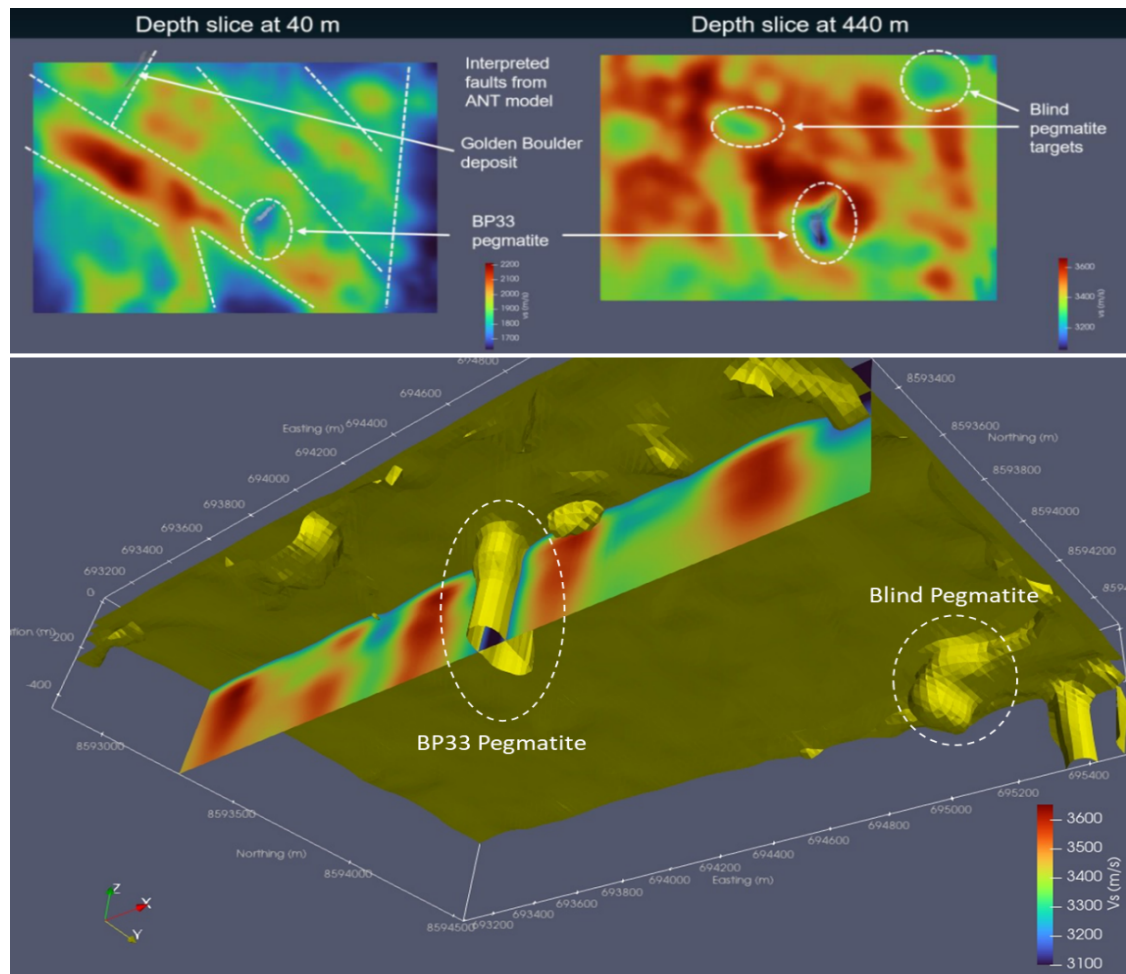 Depth slice at 40 m
Depth slice at 440 m
Interpreted
faults from
ANT model
Golden Boulder
deposit
BP33
pegmatite
Blind
pegmatite
targets
2200
2100
2000
1900
1800
1700
vs (m/s)
3600
3400
3200
vs (m/s)
694800
694600
694400
694200
694000
693800
693600
693400
693200
Easting (m)
0
-200
-400
8593400
8593600
8593800
8594000
8594200
Northing (m)
Blind Pegmatite
BP33 Pegmatite
8593000
8593500
8594000
8594500
Northing (m)
693200
693400
693600
693800
694000
694200
694400
694600
694800
695000
695200
695400
Easting (m)
3600
3500
3400
3300
3200
3100
Vs (m/s)
Z
X
Y